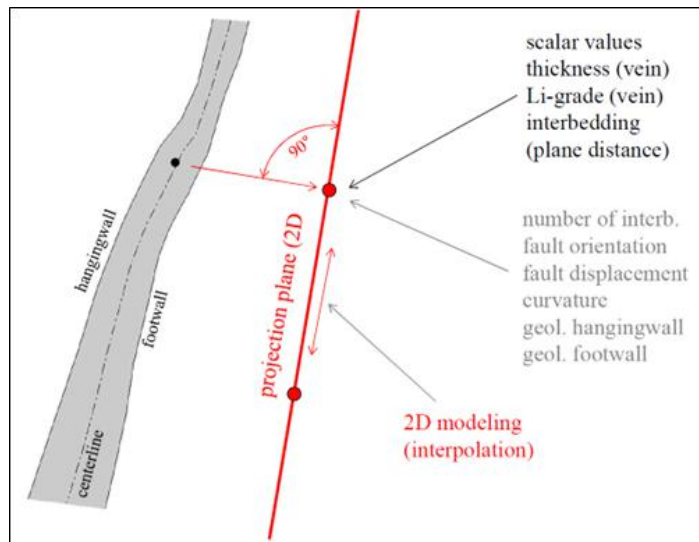 scalar values
thickness (vein)
Li-grade (vein)
interbedding
(plane distance)
90°
number of interb.
fault orientation
fault displacement
curvature
geol. hangingwall
geol. footwall
hangingwall
footwall
centerline
projection plane (2D
2D modeling
(interpolation)